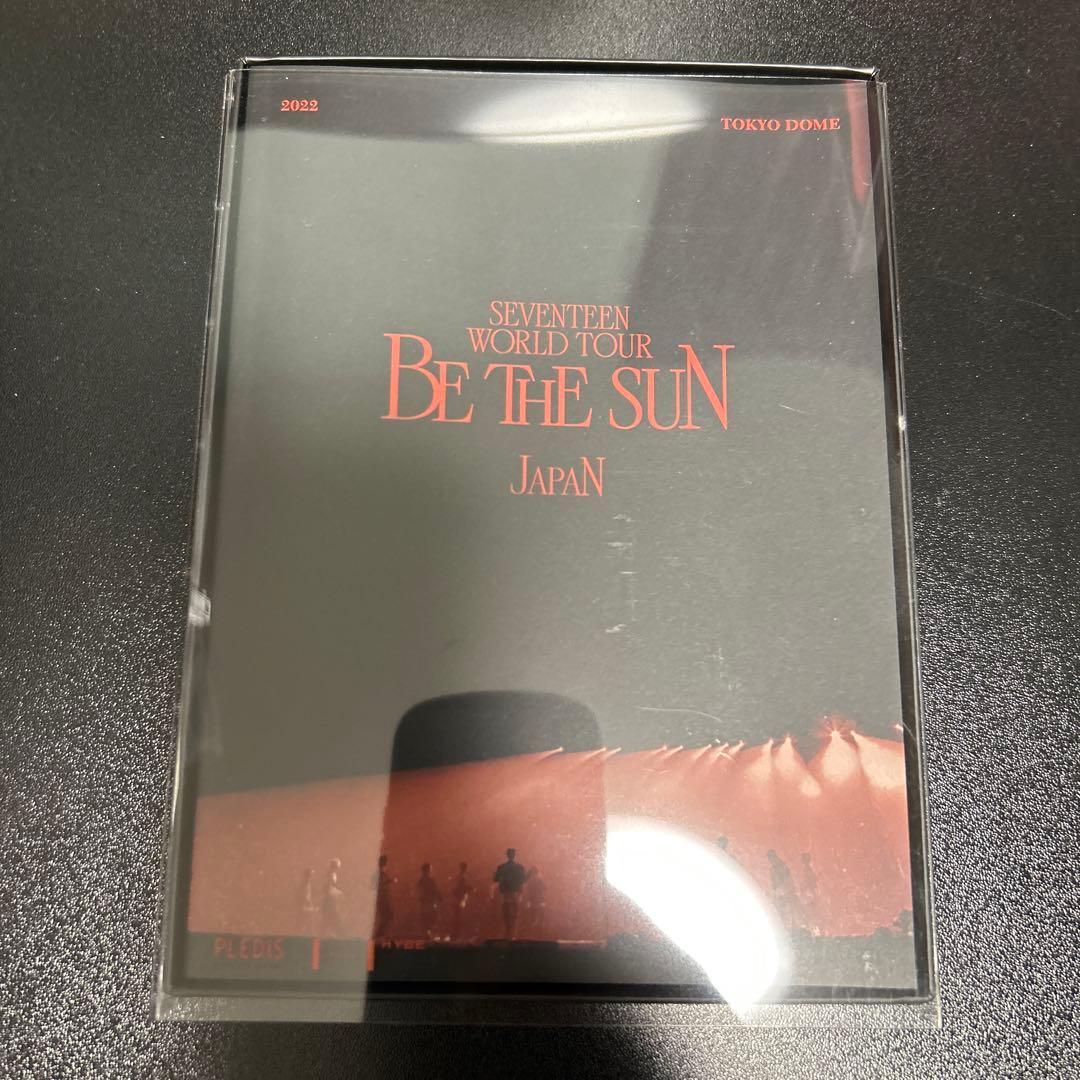 2022
TOKYO DOME
SEVENTEEN
WORLD TOUR
BE THE SUN
JAPAN
PLEDIS HYBE